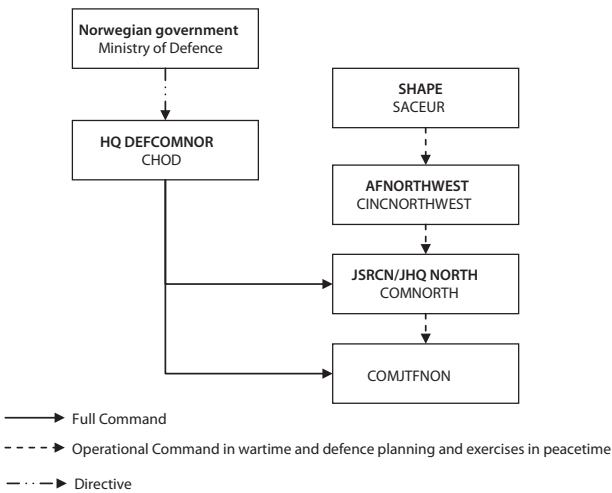 Norwegian government
Ministry of Defence
SHAPE
SACEUR
HQ DEFCOMNOR
CHOD
AFNORTHWEST
CINCNORTHWEST
JSRCN/JHQ NORTH
COMNORTH
COMJTFNON
Full Command
Operational Command in wartime and defence planning and exercises in peacetime
Directive